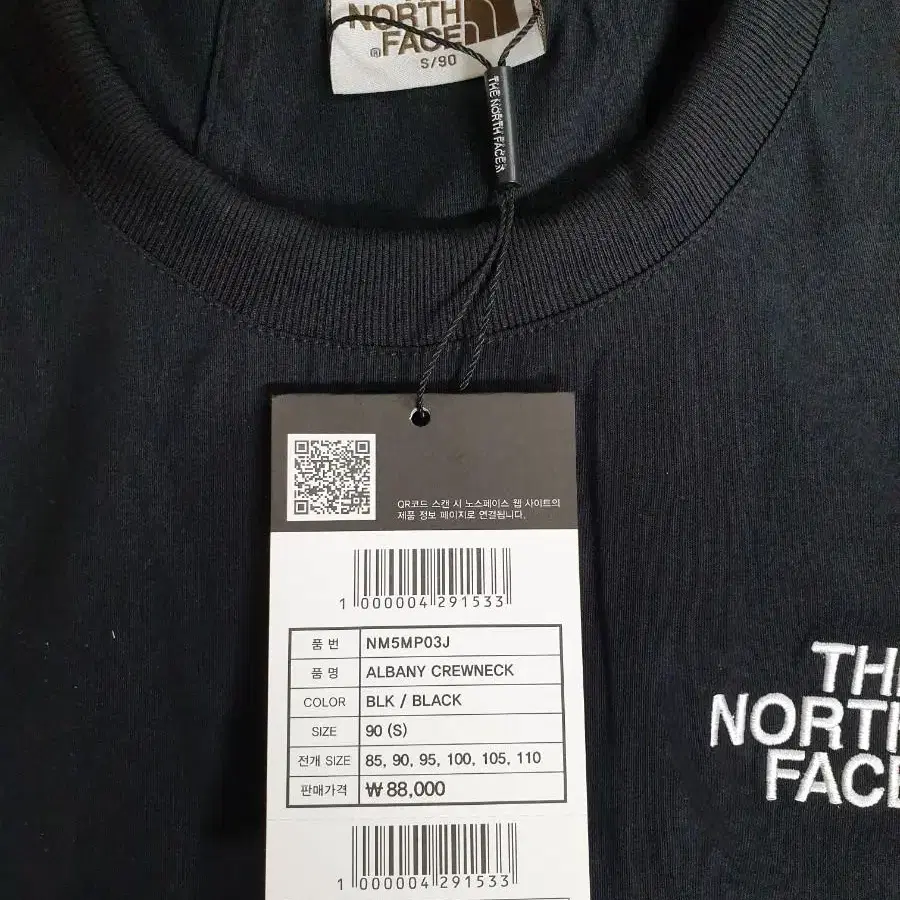 NORTH
FACE
®
S/90
THE NORTH FACE
QR코드 스캔 시 노스페이스 웹 사이트의
제품 정보 페이지로 연결됩니다.
1 000004 291533
품 번 NM5MP03J
품 명 ALBANY CREWNECK
COLOR BLK / BLACK
SIZE 90 (S)
전개 SIZE 85, 90, 95, 100, 105, 110
판매가격 ₩ 88,000
1 000004 291533
THE
NORTH
FACE